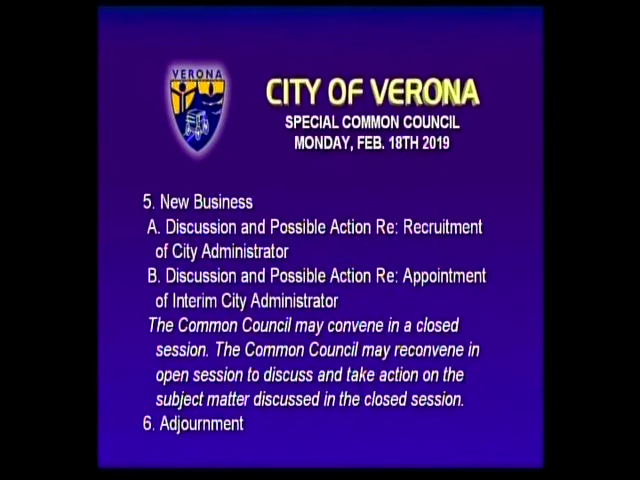 VERONA
CITY OF VERONA
SPECIAL COMMON COUNCIL
MONDAY, FEB. 18TH 2019
5. New Business
A. Discussion and Possible Action Re: Recruitment
of City Administrator
B. Discussion and Possible Action Re: Appointment
of Interim City Administrator
The Common Council may convene in a closed
session. The Common Council may reconvene in
open session to discuss and take action on the
subject matter discussed in the closed session.
6. Adjournment